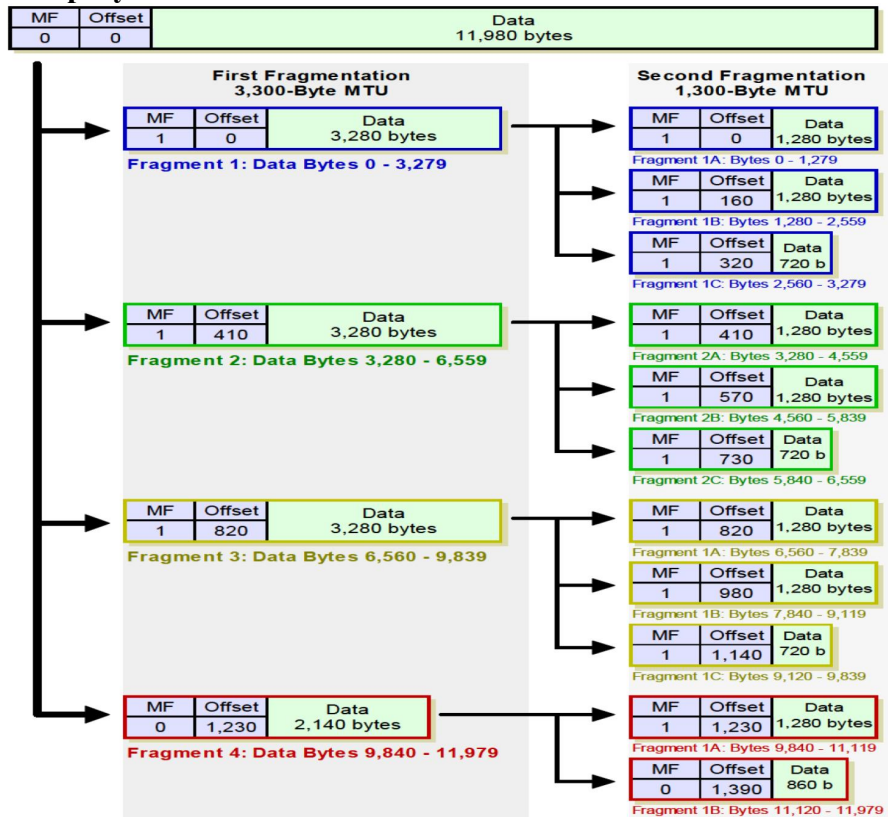 MF Offset Data
0 0 11,980 bytes
First Fragmentation
3,300-Byte MTU
Second Fragmentation
1,300-Byte MTU
MF Offset Data
1 0 3,280 bytes
Fragment 1: Data Bytes 0 - 3,279
MF Offset Data
1 0 1,280 bytes
Fragment 1A: Bytes 0 - 1,279
MF Offset Data
1 160 1,280 bytes
Fragment 1B: Bytes 1,280 - 2,559
MF Offset Data
1 320 720 b
Fragment 1C: Bytes 2,560 - 3,279
MF Offset Data
1 410 3,280 bytes
Fragment 2: Data Bytes 3,280 - 6,559
MF Offset Data
1 410 1,280 bytes
Fragment 2A: Bytes 3,280 - 4,559
MF Offset Data
1 570 1,280 bytes
Fragment 2B: Bytes 4,560 - 5,839
MF Offset Data
1 730 720 b
Fragment 2C: Bytes 5,840 - 6,559
MF Offset Data
1 820 3,280 bytes
Fragment 3: Data Bytes 6,560 - 9,839
MF Offset Data
1 820 1,280 bytes
Fragment 1A: Bytes 6,560 - 7,839
MF Offset Data
1 980 1,280 bytes
Fragment 1B: Bytes 7,840 - 9,119
MF Offset Data
1 1,140 720 b
Fragment 1C: Bytes 9,120 - 9,839
MF Offset Data
0 1,230 2,140 bytes
Fragment 4: Data Bytes 9,840 - 11,979
MF Offset Data
1 1,230 1,280 bytes
Fragment 1A: Bytes 9,840 - 11,119
MF Offset Data
0 1,390 860 b
Fragment 1B: Bytes 11,120 - 11,979